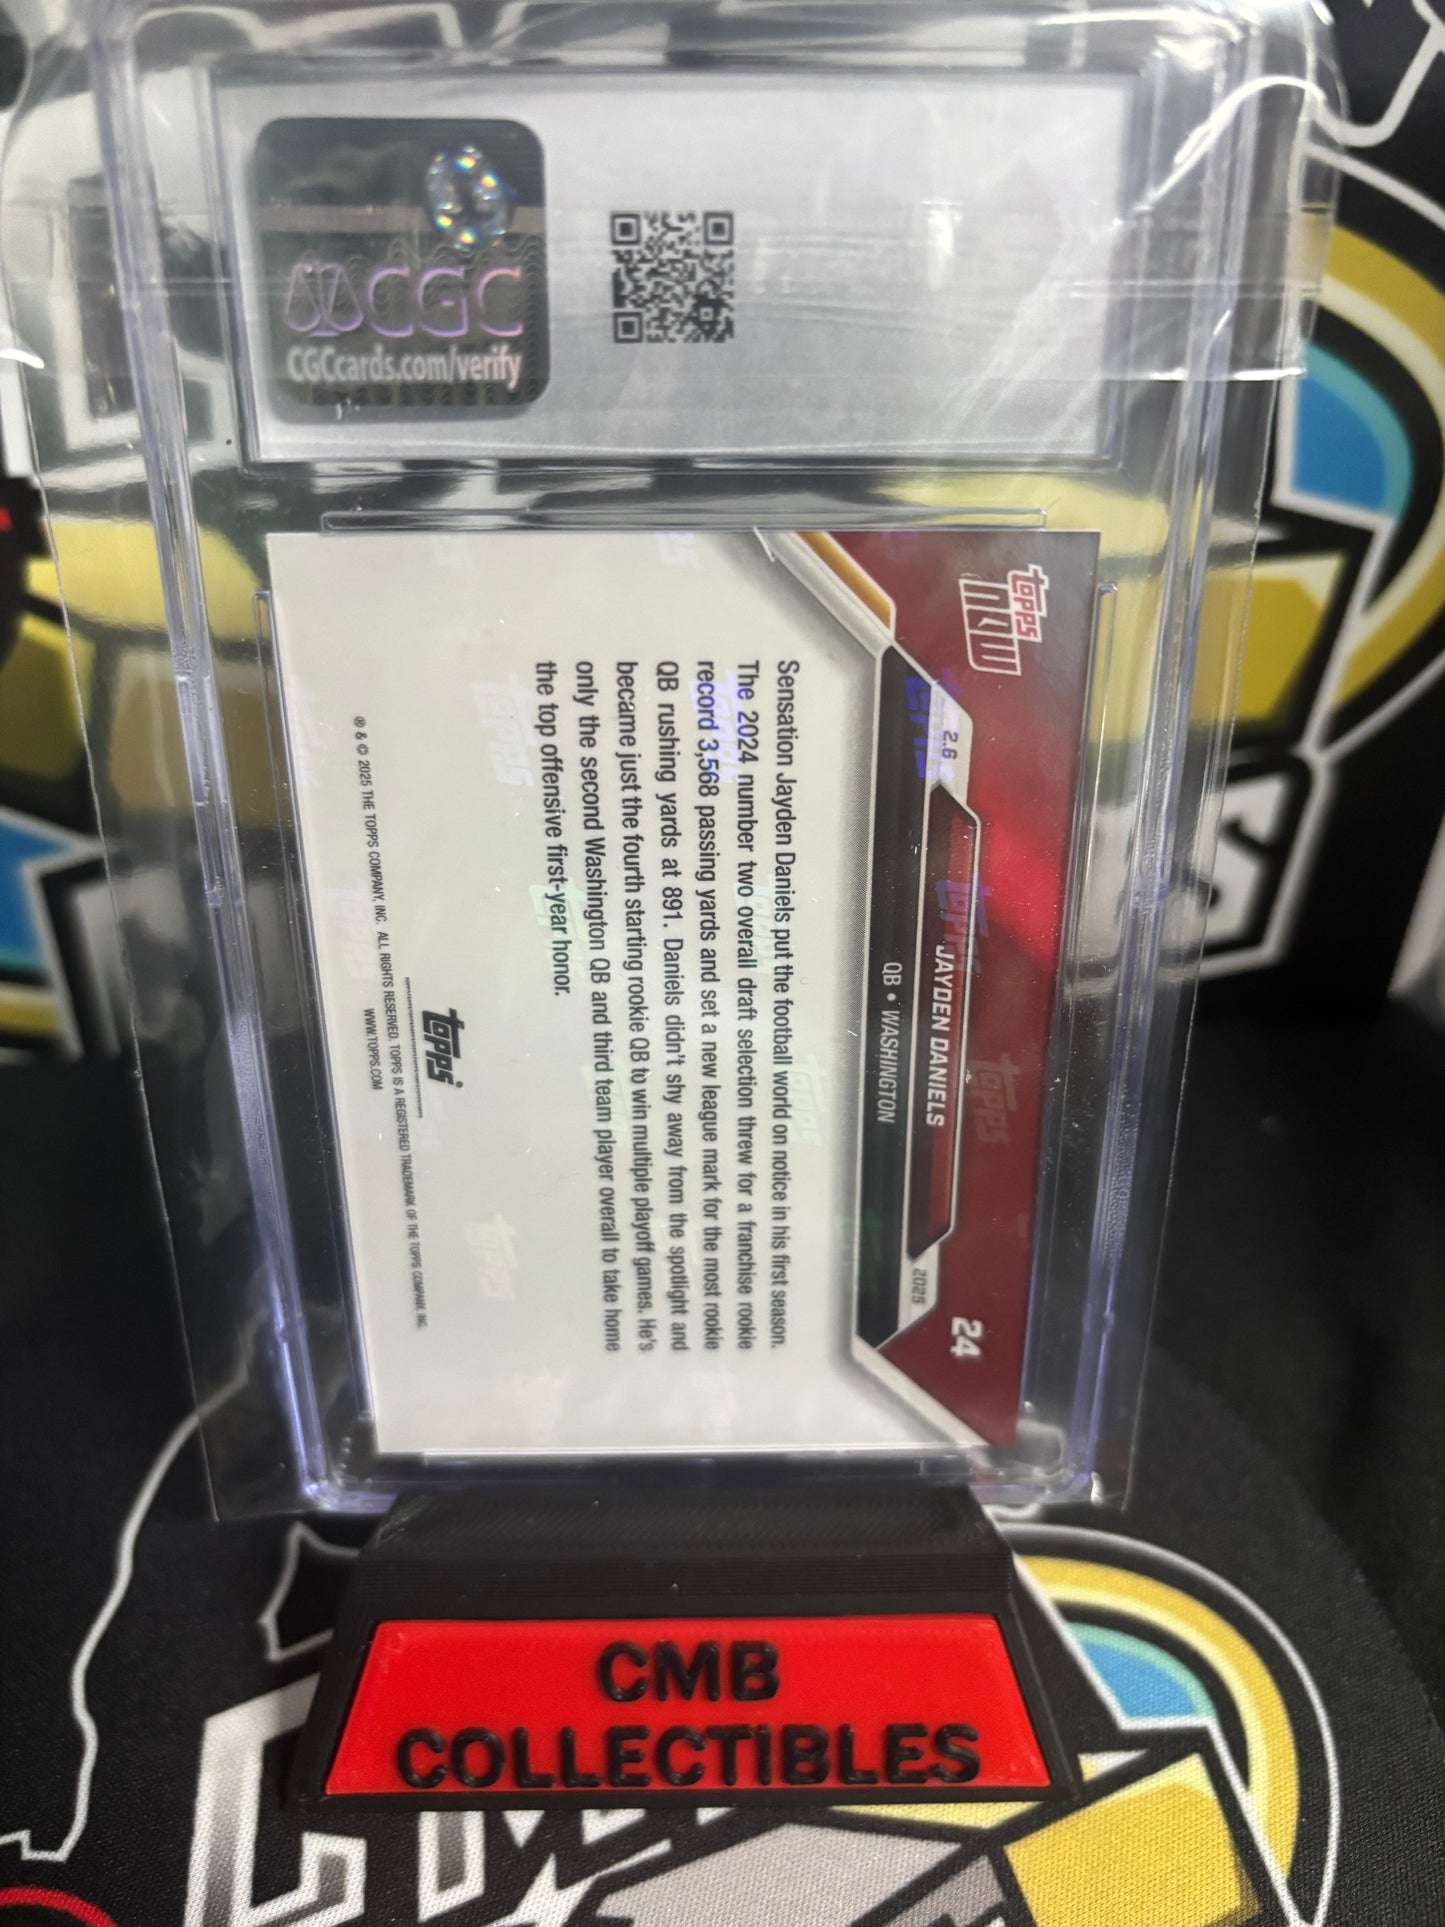 CGC
CGCcards.com/verify
topps
NOW
24
2.6
JAYDEN DANIELS
2025
QB • WASHINGTON
Sensation Jayden Daniels put the football world on notice in his first season.
The 2024 number two overall draft selection threw for a franchise rookie
record 3,568 passing yards and set a new league mark for the most rookie
QB rushing yards at 891. Daniels didn't shy away from the spotlight and
became just the fourth starting rookie QB to win multiple playoff games. He's
only the second Washington QB and third team player overall to take home
the top offensive first-year honor.
topps
® & © 2025 THE TOPPS COMPANY, INC. ALL RIGHTS RESERVED. TOPPS IS A REGISTERED TRADEMARK OF THE TOPPS COMPANY, INC.
WWW.TOPPS.COM
CMB
COLLECTIBLES